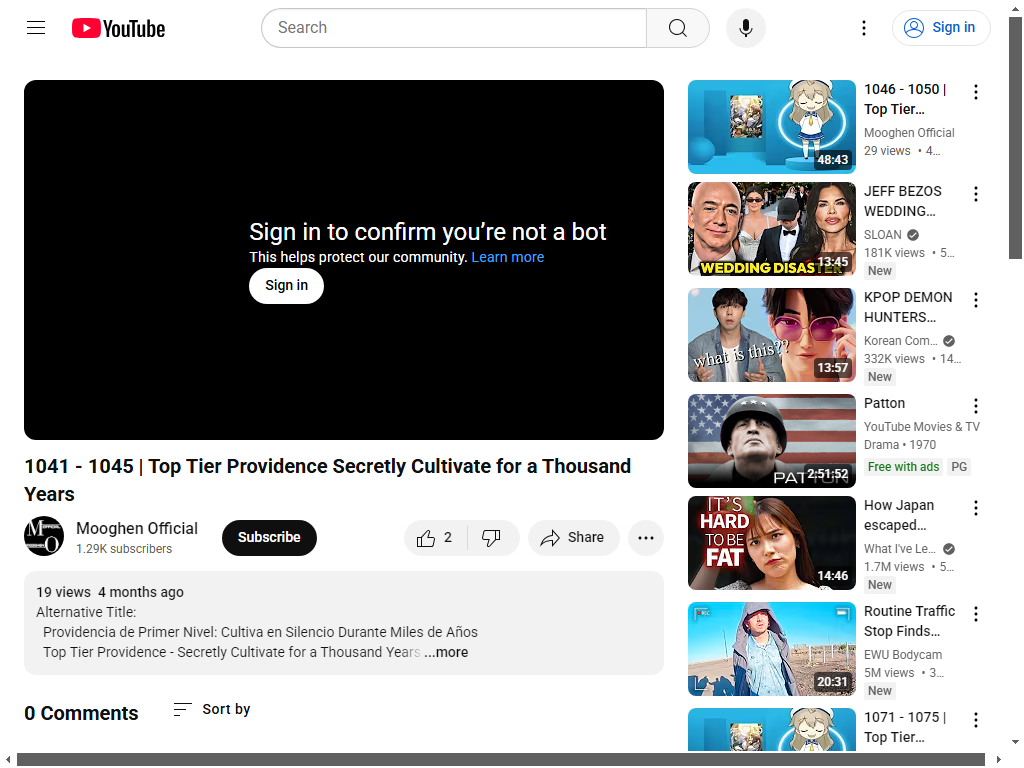 YouTube
Search
Sign in
Sign in to confirm you’re not a bot
This helps protect our community. Learn more
Sign in
1041 - 1045 | Top Tier Providence Secretly Cultivate for a Thousand
Years
Mooghen Official
1.29K subscribers
Subscribe
2
Share
19 views 4 months ago
Alternative Title:
Providencia de Primer Nivel: Cultiva en Silencio Durante Miles de Años
Top Tier Providence - Secretly Cultivate for a Thousand Years ...more
0 Comments
Sort by
48:43
1046 - 1050 |
Top Tier…
Mooghen Official
29 views • 4…
WEDDING DISASTER
13:45
JEFF BEZOS
WEDDING…
SLOAN
181K views • 5…
New
what is this??
13:57
KPOP DEMON
HUNTERS…
Korean Com…
332K views • 14…
New
PATTON
2:51:52
Patton
YouTube Movies & TV
Drama • 1970
Free with ads PG
IT'S
HARD
TO BE
FAT
14:46
How Japan
escaped…
What I've Le…
1.7M views • 5…
New
20:31
Routine Traffic
Stop Finds…
EWU Bodycam
5M views • 3…
New
1071 - 1075 |
Top Tier…